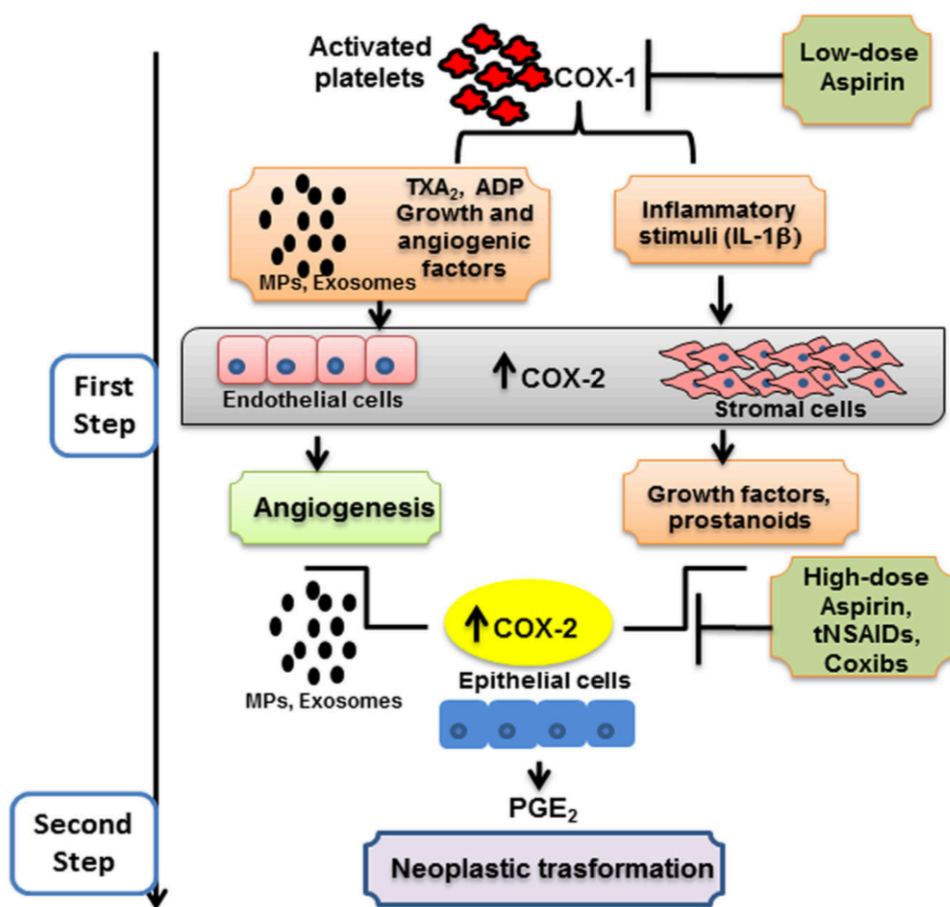 Activated
platelets
COX-1
Low-dose
Aspirin
TXA₂, ADP
Growth and
angiogenic
factors
MPs, Exosomes
Inflammatory
stimuli (IL-1β)
First
Step
Endothelial cells
COX-2
Stromal cells
Angiogenesis
Growth factors,
prostanoids
MPs, Exosomes
COX-2
Epithelial cells
High-dose
Aspirin,
tNSAIDs,
Coxibs
PGE₂
Second
Step
Neoplastic trasformation